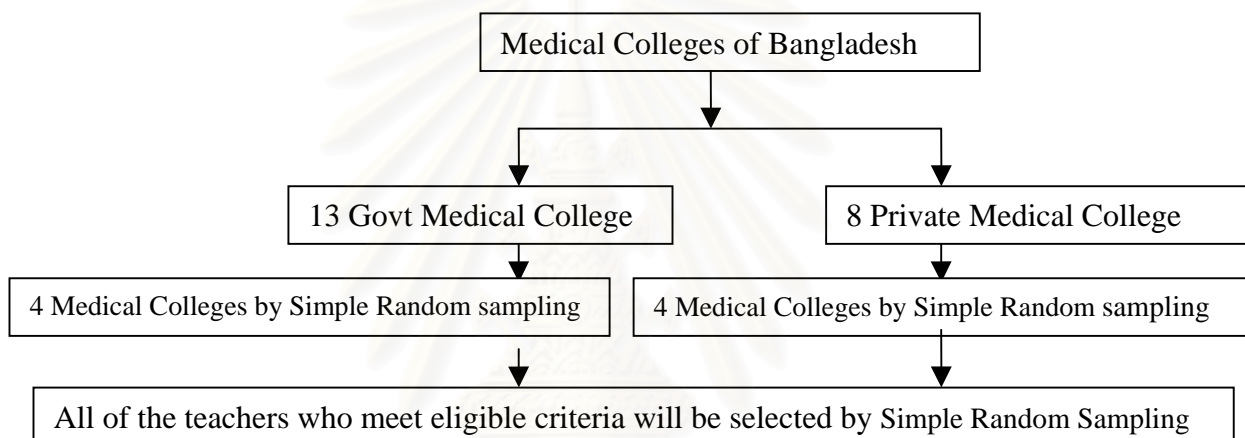 Medical Colleges of Bangladesh
13 Govt Medical College
8 Private Medical College
4 Medical Colleges by Simple Random sampling
4 Medical Colleges by Simple Random sampling
All of the teachers who meet eligible criteria will be selected by Simple Random Sampling